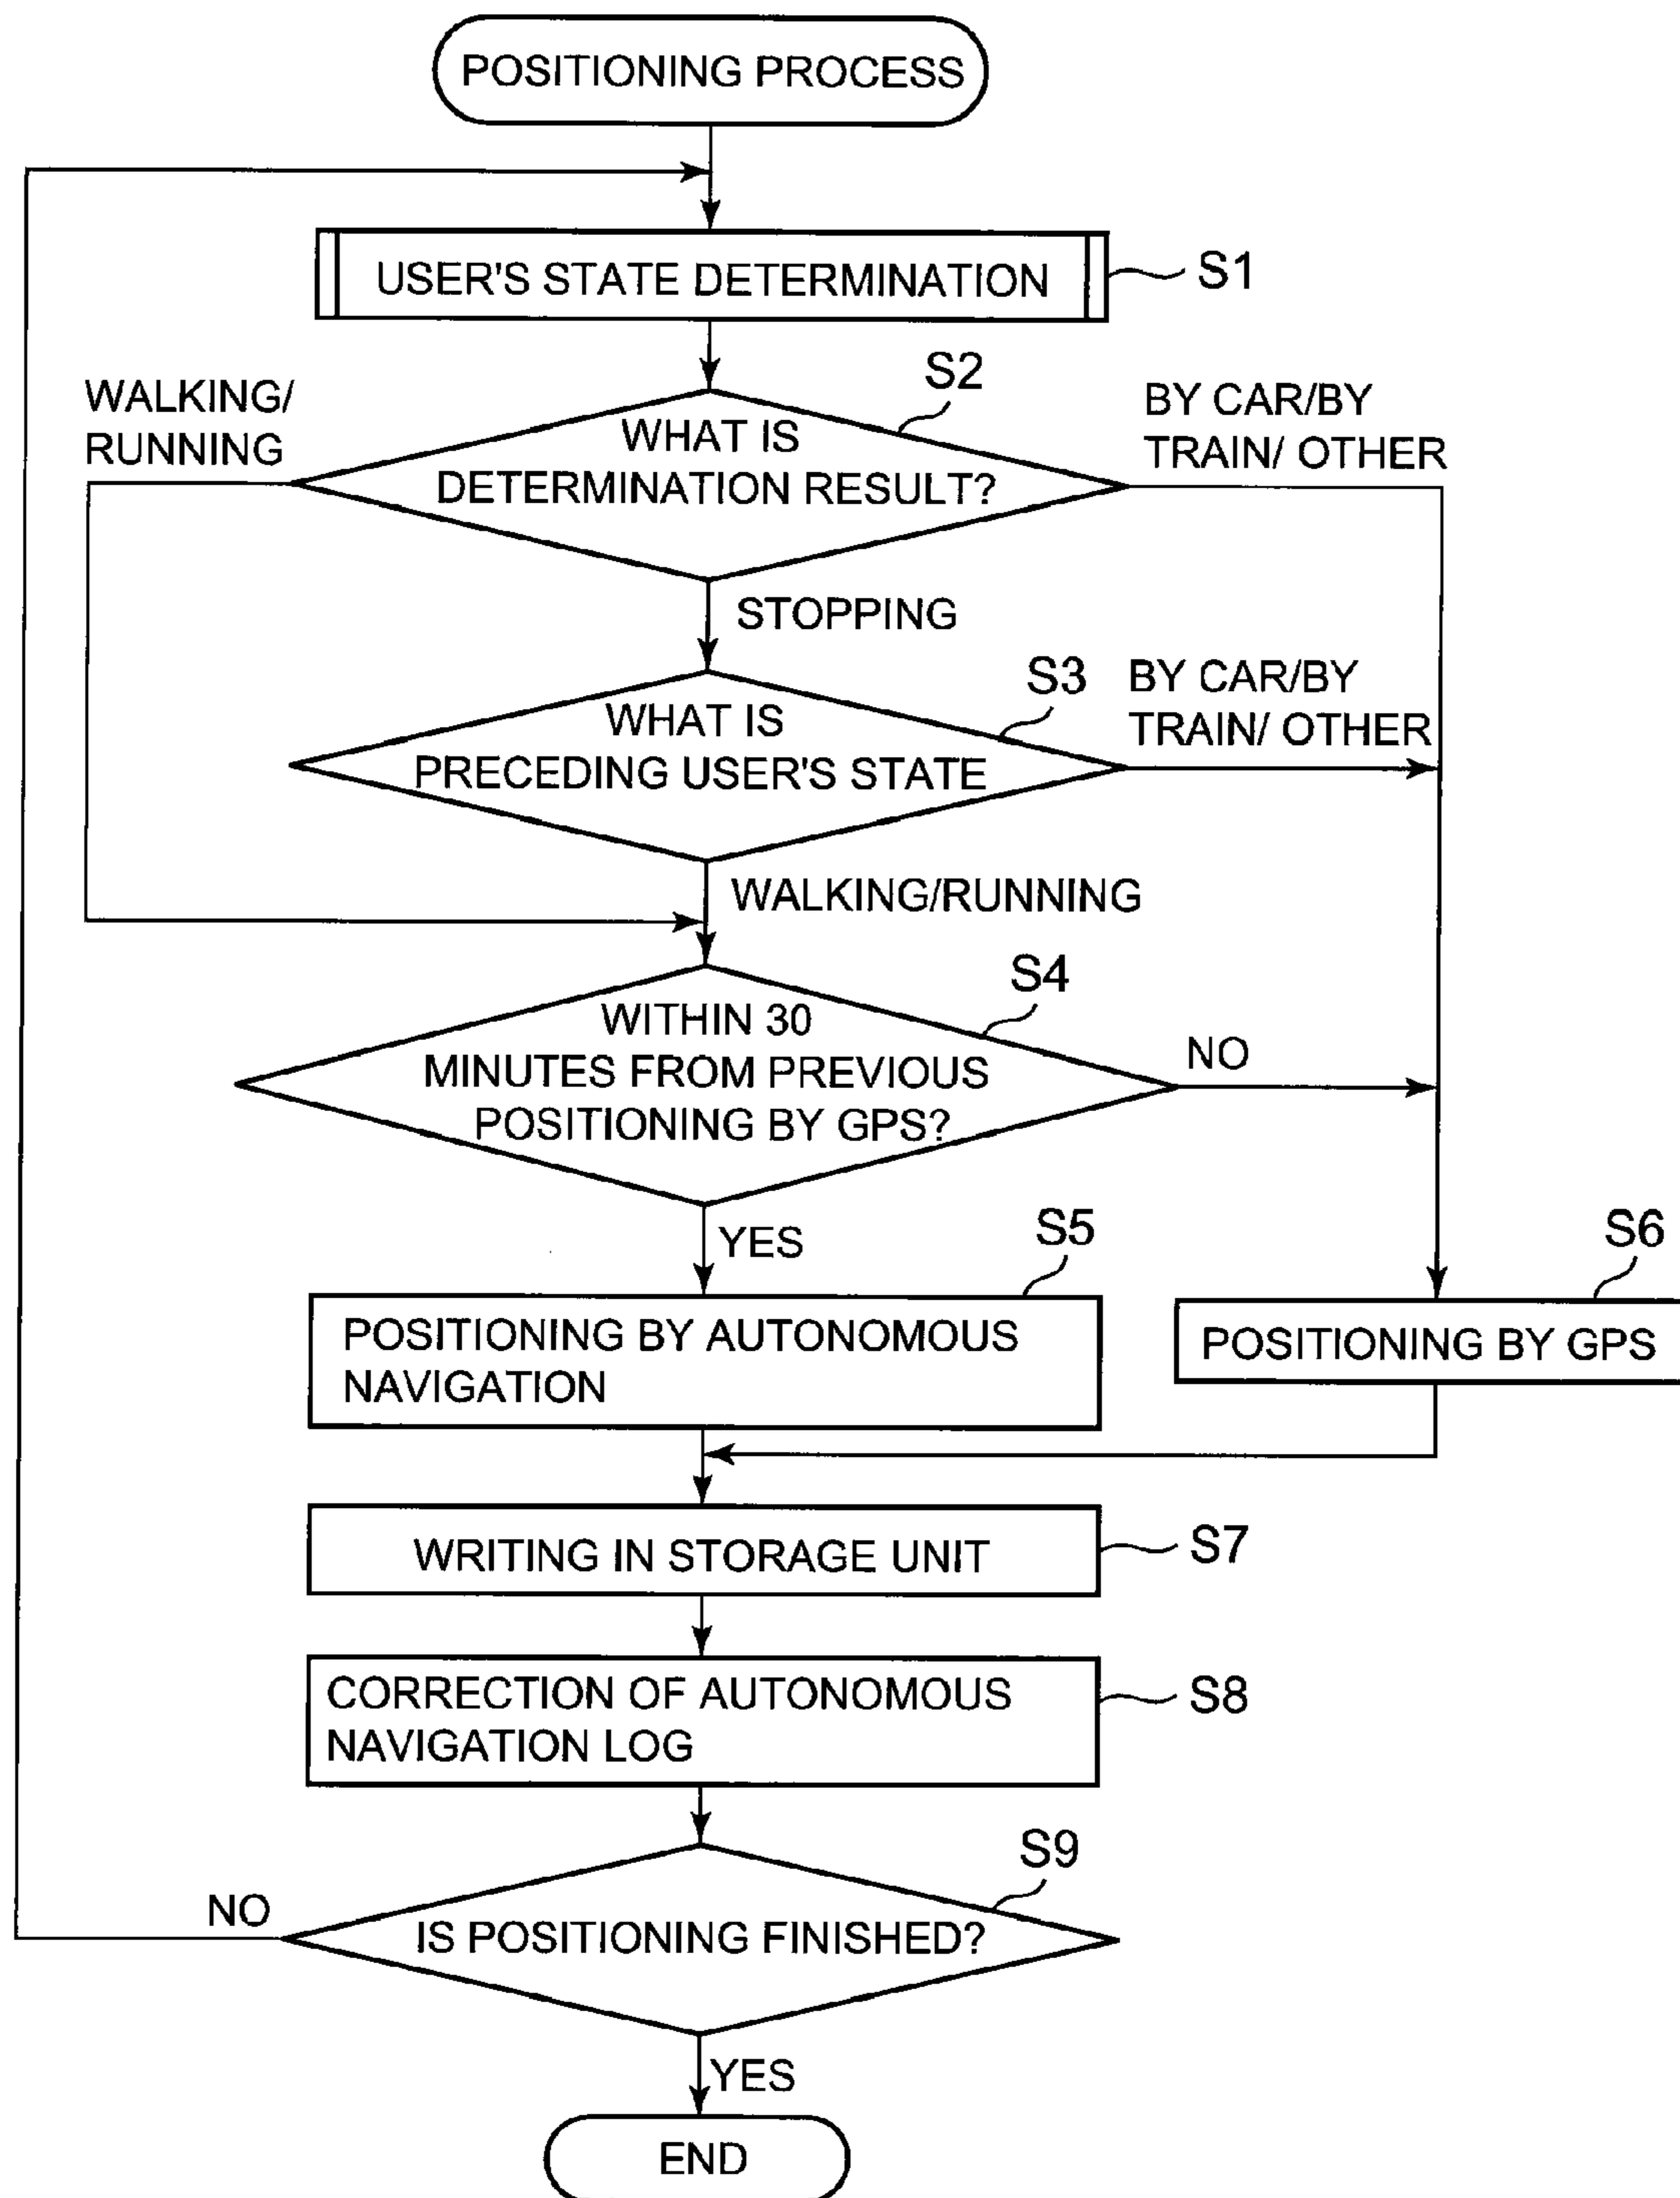 POSITIONING PROCESS
USER'S STATE DETERMINATION
S1
S2
WALKING/
RUNNING
WHAT IS
DETERMINATION RESULT?
BY CAR/BY
TRAIN/ OTHER
STOPPING
S3
WHAT IS
PRECEDING USER'S STATE
BY CAR/BY
TRAIN/ OTHER
WALKING/RUNNING
S4
WITHIN 30
MINUTES FROM PREVIOUS
POSITIONING BY GPS?
NO
YES
S5
POSITIONING BY AUTONOMOUS
NAVIGATION
S6
POSITIONING BY GPS
WRITING IN STORAGE UNIT
S7
CORRECTION OF AUTONOMOUS
NAVIGATION LOG
S8
S9
NO
IS POSITIONING FINISHED?
YES
END